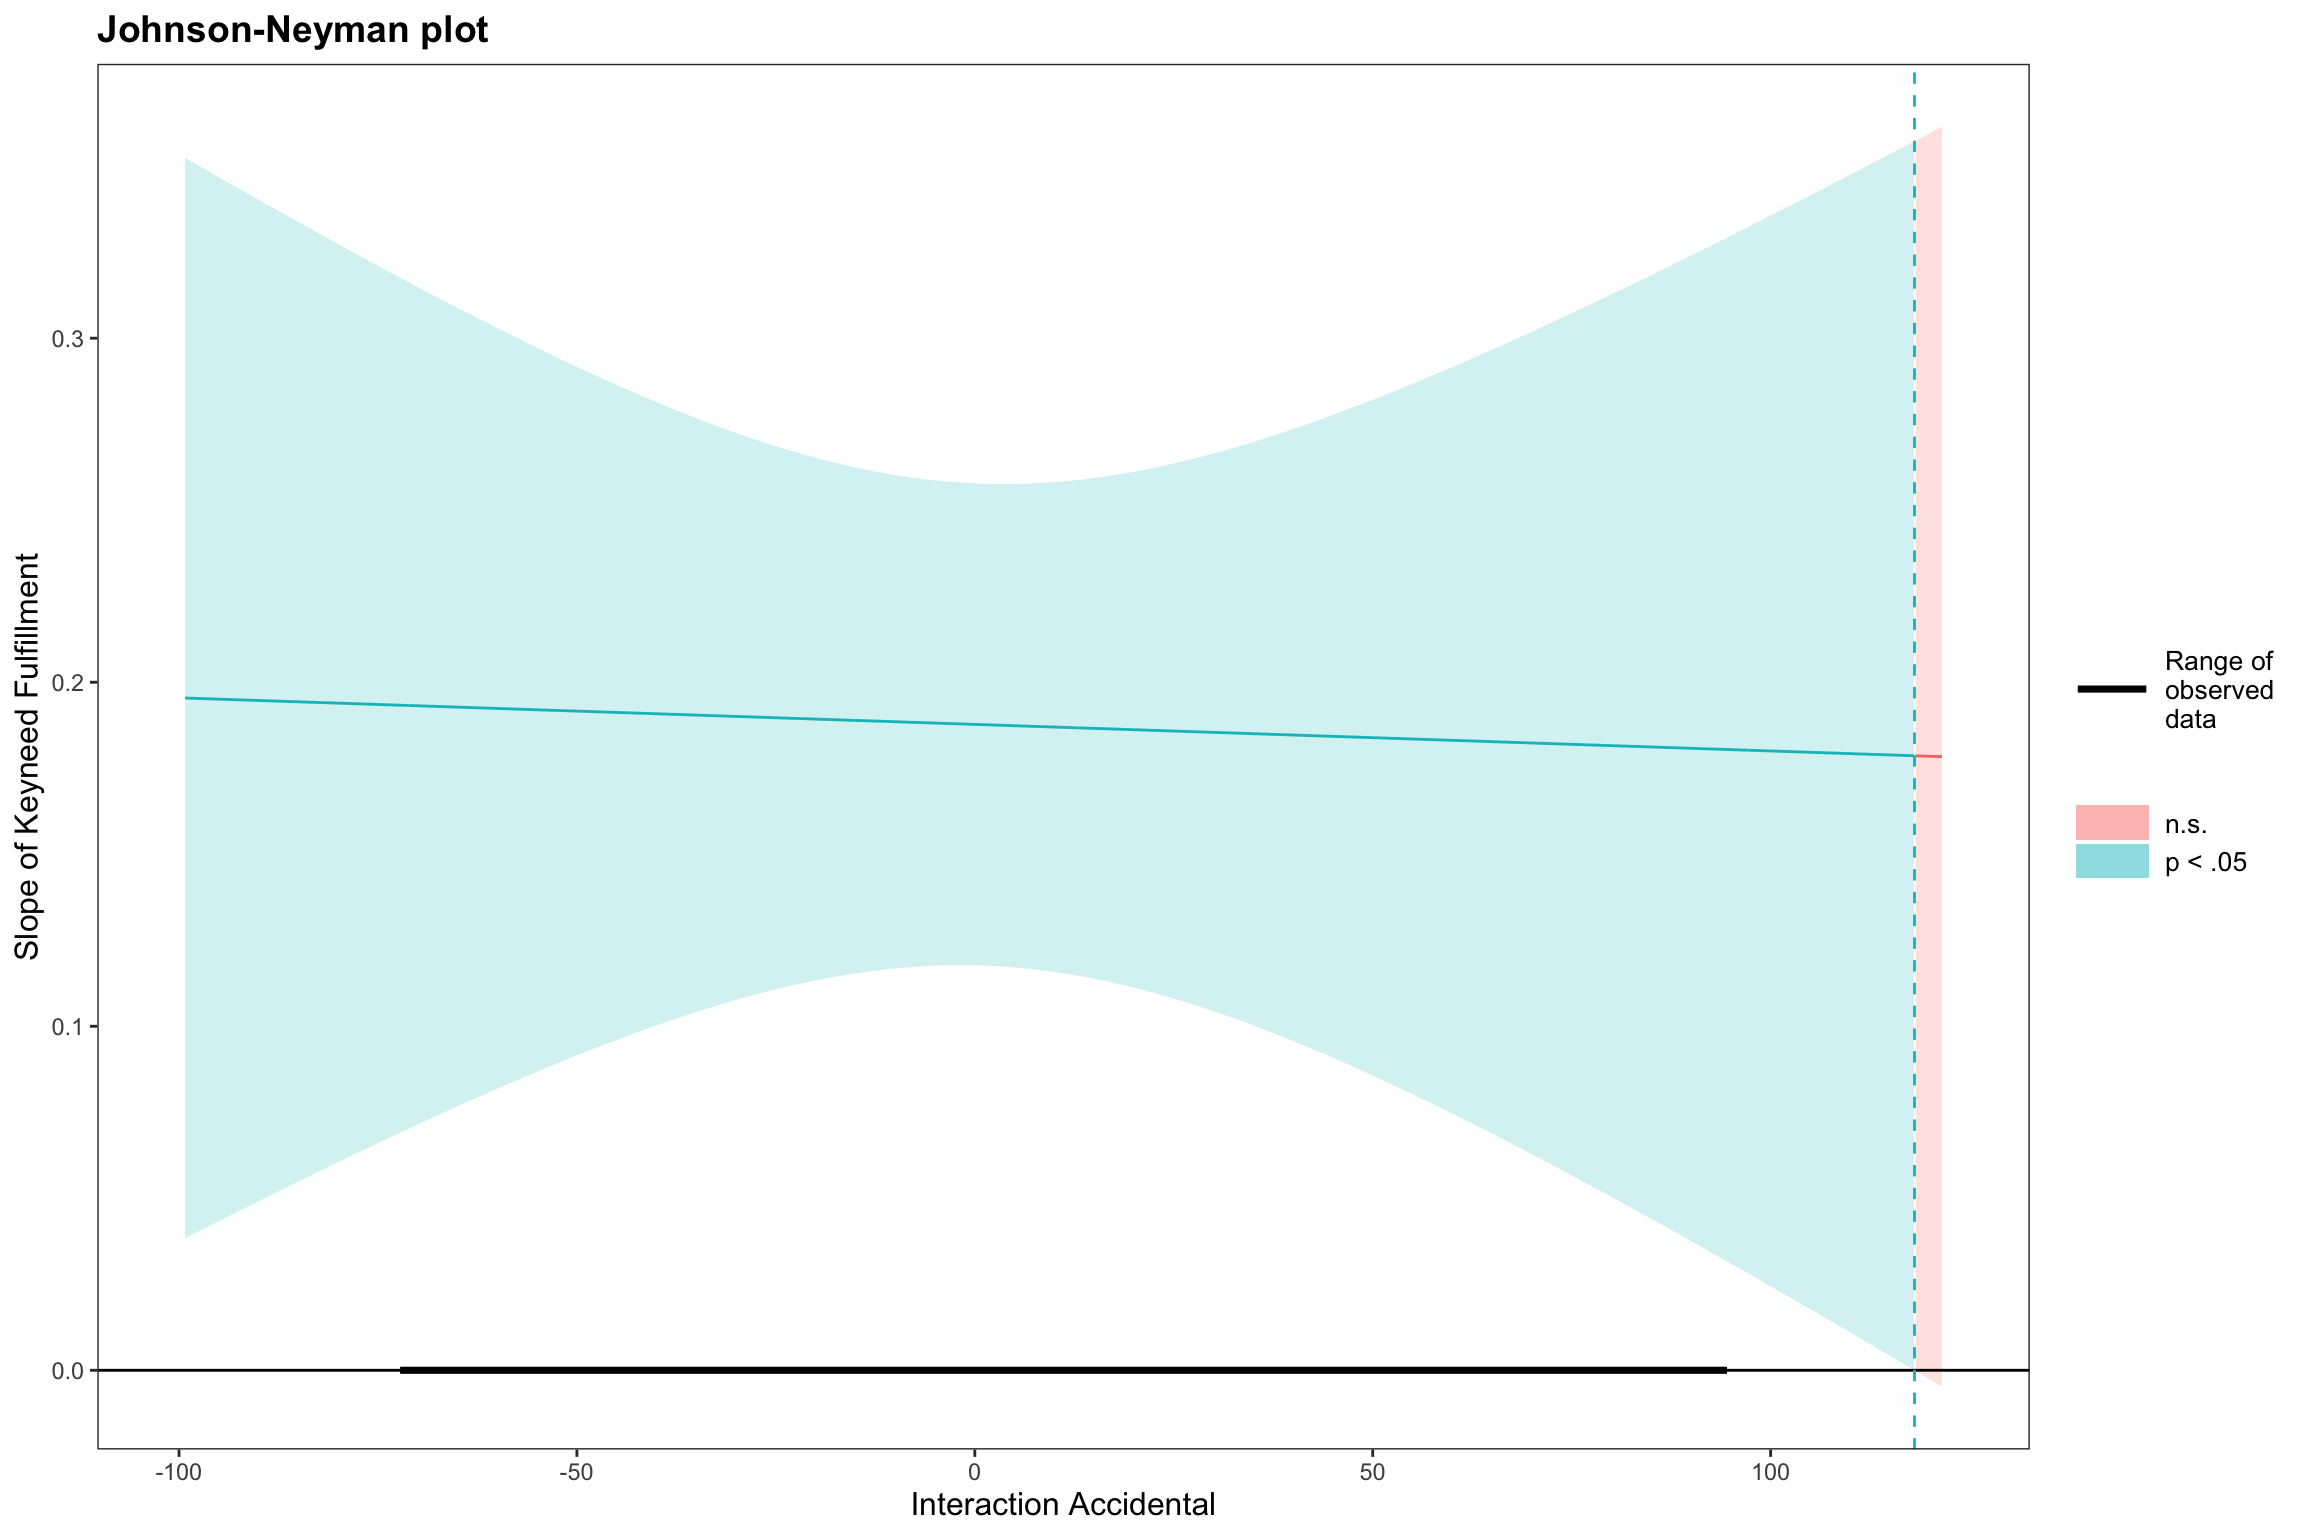 Johnson-Neyman plot
Slope of Keyneed Fulfillment
0.3
0.2
0.1
0.0
-100
-50
0
50
100
Interaction Accidental
Range of
observed
data
n.s.
p < .05